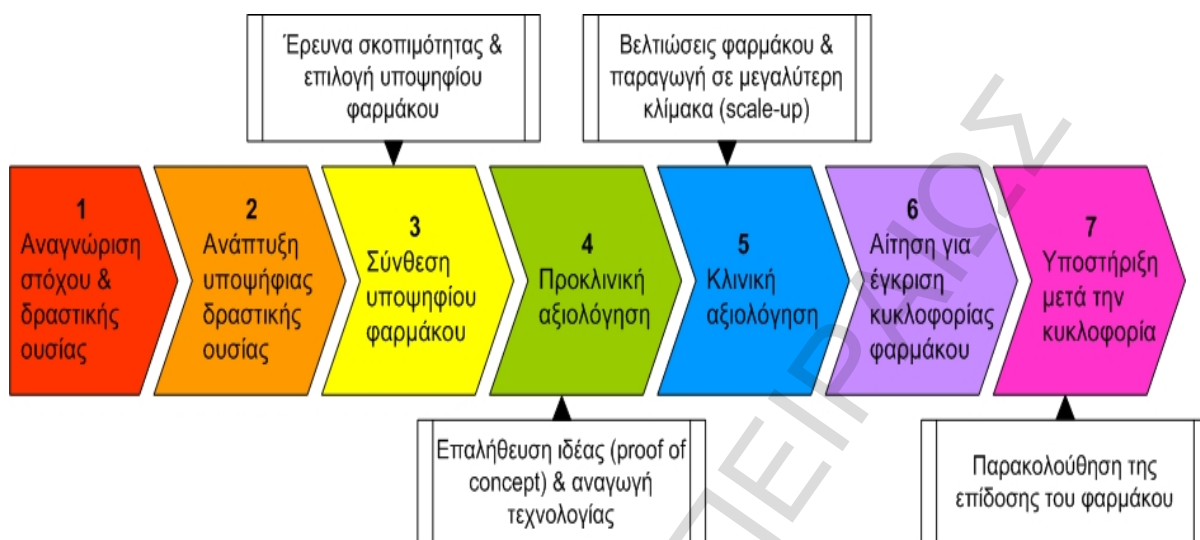 Έρευνα σκοπιμότητας &
επιλογή υποψηφίου
φαρμάκου
Βελτιώσεις φαρμάκου &
παραγωγή σε μεγαλύτερη
κλίμακα (scale-up)
1
Αναγνώριση
στόχου &
δραστικής
ουσίας
2
Ανάπτυξη
υποψήφιας
δραστικής
ουσίας
3
Σύνθεση
υποψηφίου
φαρμάκου
4
Προκλινική
αξιολόγηση
5
Κλινική
αξιολόγηση
6
Αίτηση για
έγκριση
κυκλοφορίας
φαρμάκου
7
Υποστήριξη
μετά την
κυκλοφορία
Επαλήθευση ιδέας (proof of
concept) & αναγωγή
τεχνολογίας
Παρακολούθηση της
επίδοσης του φαρμάκου
ΠΕΙΡΑΙΩΣ